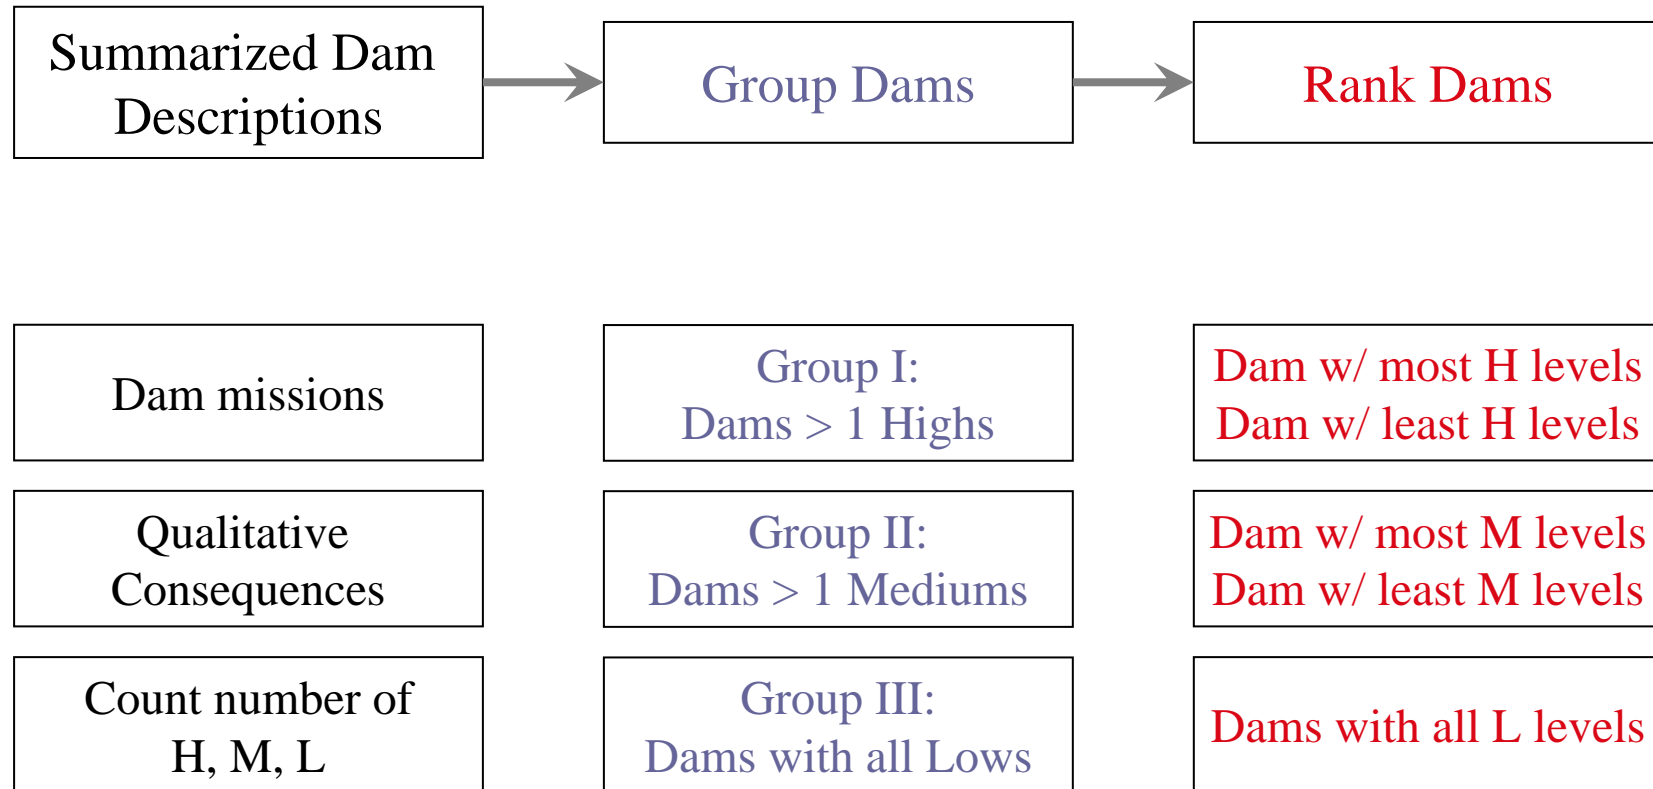 Summarized Dam
Descriptions
Group Dams
Rank Dams
Dam missions
Group I:
Dams > 1 Highs
Dam w/ most H levels
Dam w/ least H levels
Qualitative
Consequences
Group II:
Dams > 1 Mediums
Dam w/ most M levels
Dam w/ least M levels
Count number of
H, M, L
Group III:
Dams with all Lows
Dams with all L levels